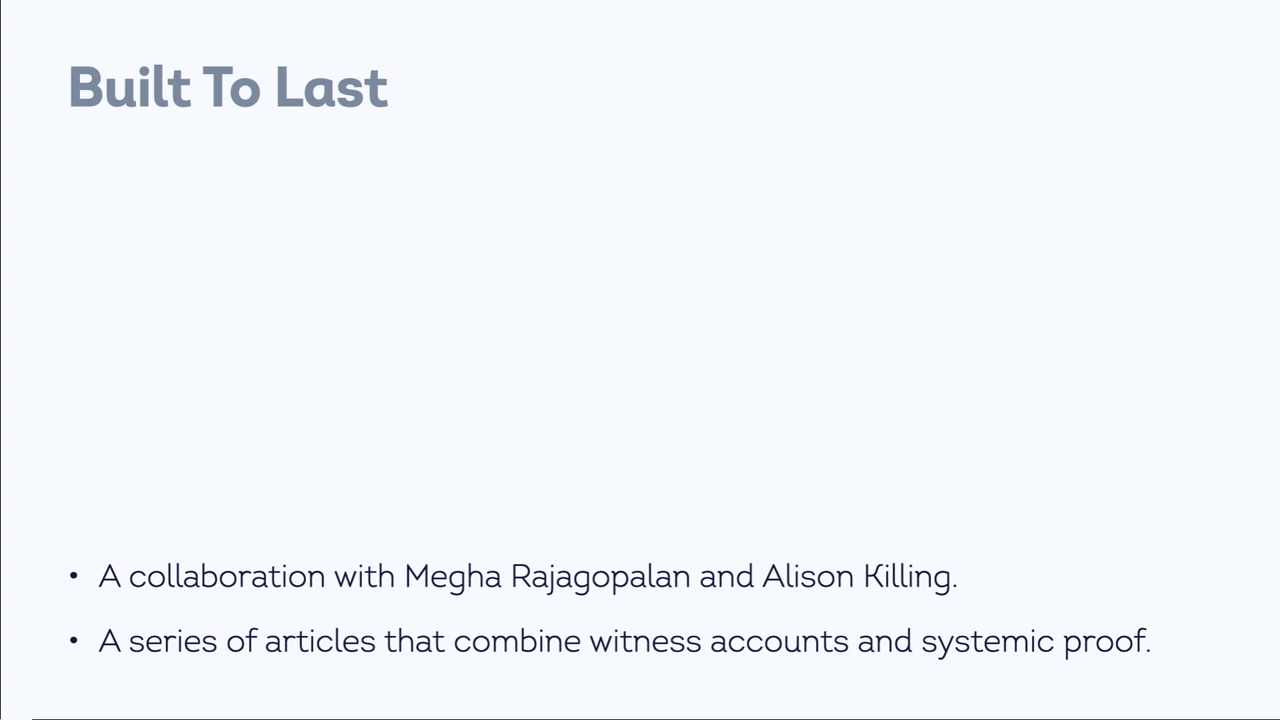 Built To Last
• A collaboration with Megha Rajagopalan and Alison Killing.
• A series of articles that combine witness accounts and systemic proof.